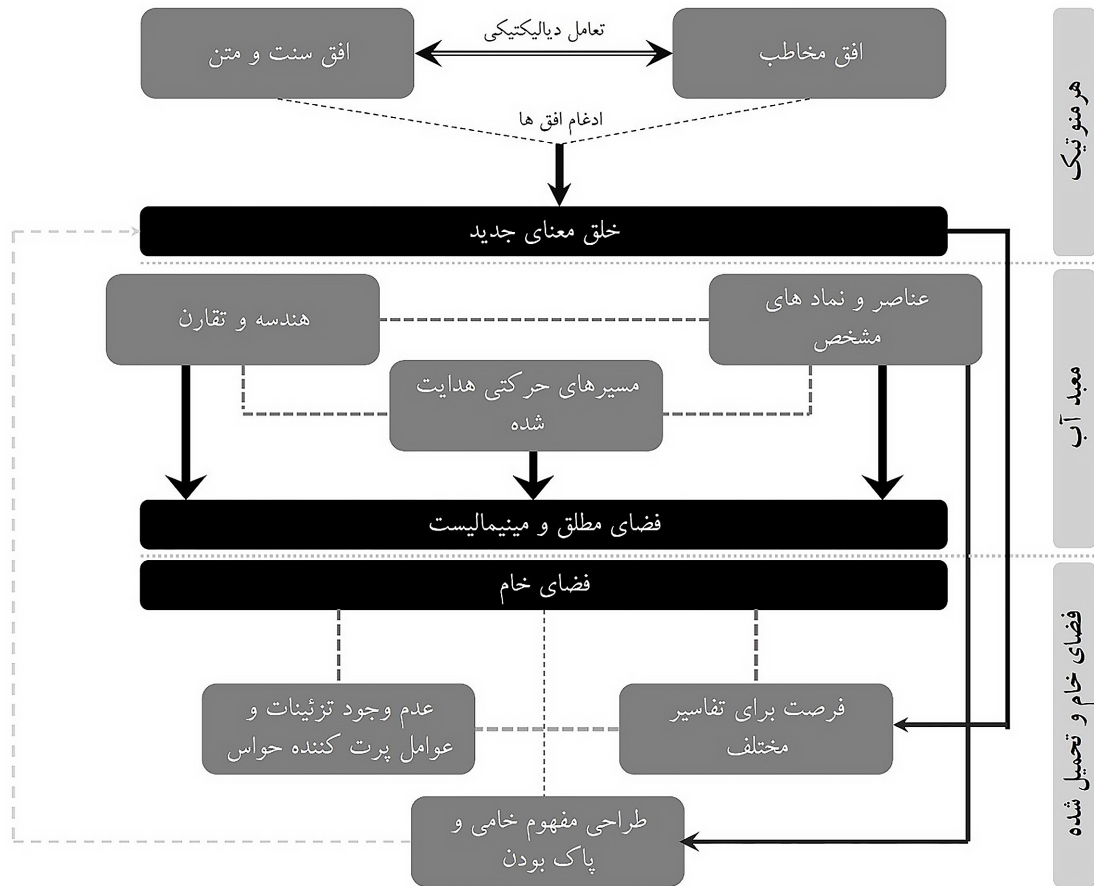 تعامل دیالیکتیکی
افق مخاطب
افق سنت و متن
ادغام افق ها
هرمنوتیک
خلق معنای جدید
عناصر و نماد های
مشخص
هندسه و تقارن
مسیرهای حرکتی هدایت
شده
معبد آب
فضای مطلق و مینیمالیست
فضای خام
فرصت برای تفاسیر
مختلف
عدم وجود تزئینات و
عوامل پرت کننده حواس
طراحی مفهوم خامی و
پاک بودن
فضای خام و تحمیل شده